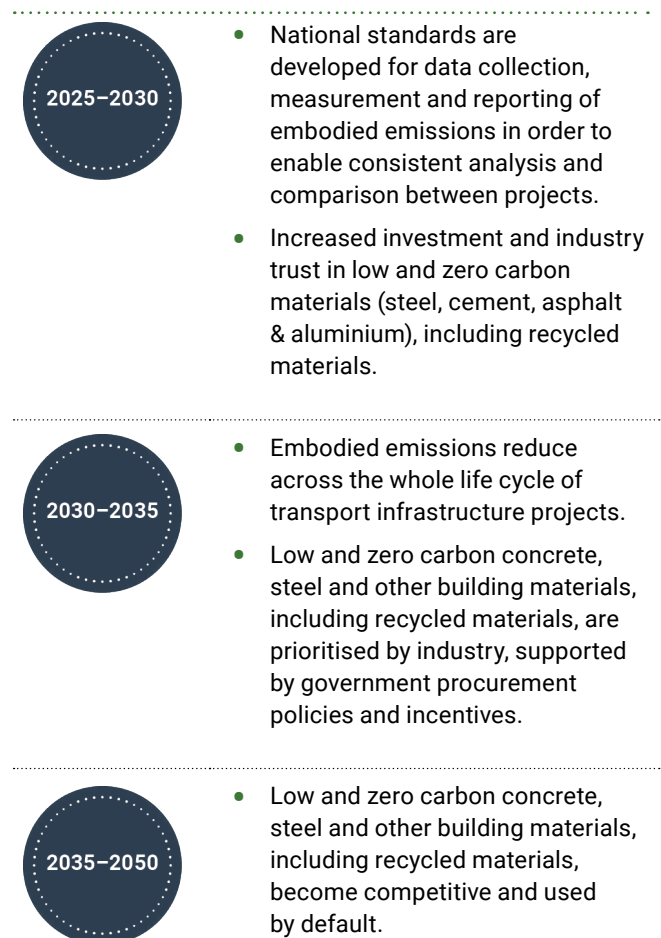 2025–2030
• National standards are
developed for data collection,
measurement and reporting of
embodied emissions in order to
enable consistent analysis and
comparison between projects.
• Increased investment and industry
trust in low and zero carbon
materials (steel, cement, asphalt
& aluminium), including recycled
materials.
2030–2035
• Embodied emissions reduce
across the whole life cycle of
transport infrastructure projects.
• Low and zero carbon concrete,
steel and other building materials,
including recycled materials, are
prioritised by industry, supported
by government procurement
policies and incentives.
2035–2050
• Low and zero carbon concrete,
steel and other building materials,
including recycled materials,
become competitive and used
by default.